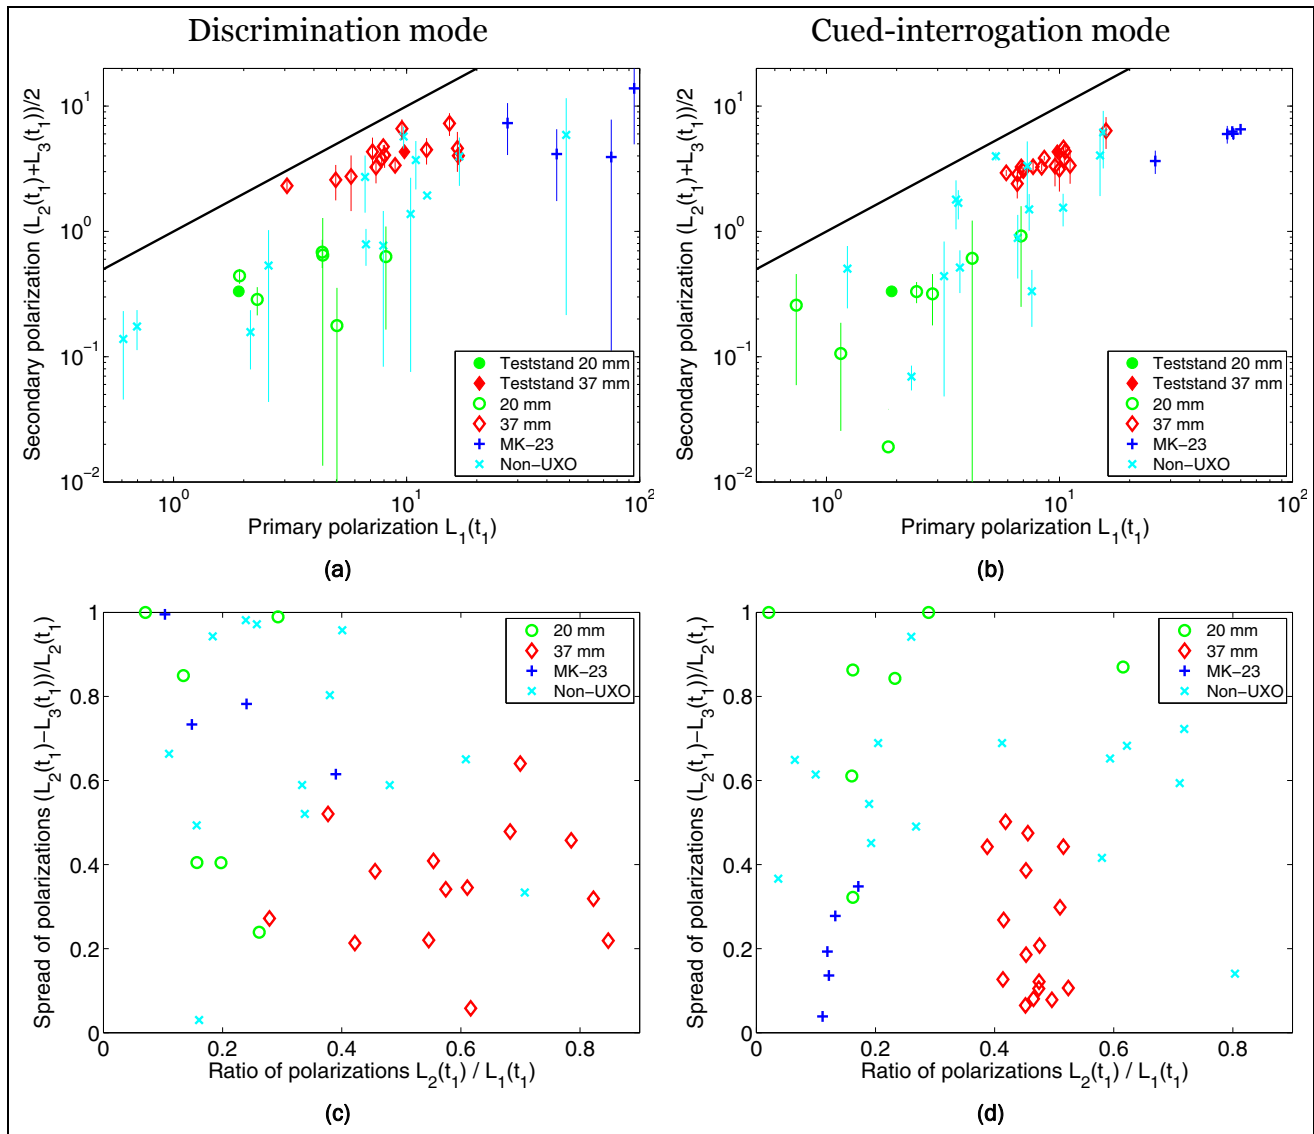 Discrimination mode
Cued-interrogation mode
Secondary polarization (L2(t1)+L3(t1))/2
10^1
10^0
10^-1
10^-2
10^0
10^1
10^2
Primary polarization L1(t1)
Teststand 20 mm
Teststand 37 mm
20 mm
37 mm
MK-23
Non-UXO
(a)
Secondary polarization (L2(t1)+L3(t1))/2
10^1
10^0
10^-1
10^-2
10^0
10^1
10^2
Primary polarization L1(t1)
Teststand 20 mm
Teststand 37 mm
20 mm
37 mm
MK-23
Non-UXO
(b)
Spread of polarizations (L2(t1)-L3(t1))/L2(t1)
1
0.8
0.6
0.4
0.2
0
0.2
0.4
0.6
0.8
Ratio of polarizations L2(t1) / L1(t1)
20 mm
37 mm
MK-23
Non-UXO
(c)
Spread of polarizations (L2(t1)-L3(t1))/L2(t1)
1
0.8
0.6
0.4
0.2
0
0
0.2
0.4
0.6
0.8
Ratio of polarizations L2(t1) / L1(t1)
20 mm
37 mm
MK-23
Non-UXO
(d)